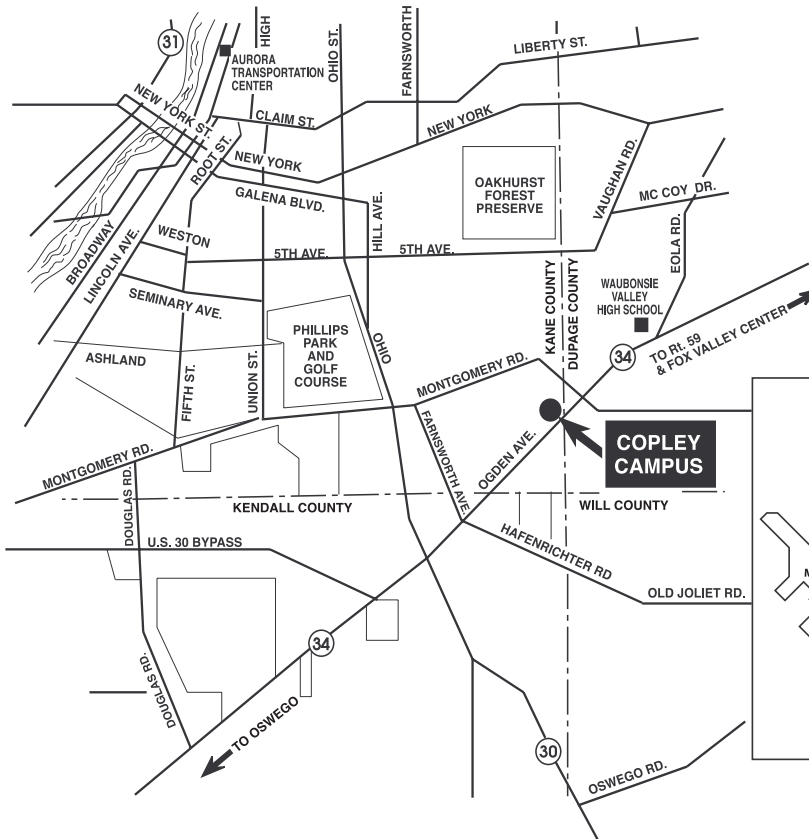 HIGH
OHIO ST.
FARNSWORTH
LIBERTY ST.
31
AURORA
TRANSPORTATION
CENTER
NEW YORK ST.
CLAIM ST.
NEW YORK
ROOT ST.
NEW YORK
VAUGHAN RD.
GALENA BLVD.
OAKHURST
FOREST
PRESERVE
MC COY DR.
HILL AVE.
EOLA RD.
WESTON
5TH AVE.
5TH AVE.
BROADWAY
LINCOLN AVE.
SEMINARY AVE.
KANE COUNTY
DUPAGE COUNTY
WAUBONSIE
VALLEY
HIGH SCHOOL
PHILLIPS
PARK
AND
GOLF
COURSE
OHIO
34
TO Rt. 59
& FOX VALLEY CENTER
ASHLAND
FIFTH ST.
UNION ST.
MONTGOMERY RD.
FARNSWORTH AVE.
OGDEN AVE.
COPLEY
CAMPUS
MONTGOMERY RD.
DOUGLAS RD.
KENDALL COUNTY
WILL COUNTY
U.S. 30 BYPASS
HAFENRICHTER RD
OLD JOLIET RD.
M
34
DOUGLAS RD.
TO OSWEGO
30
OSWEGO RD.